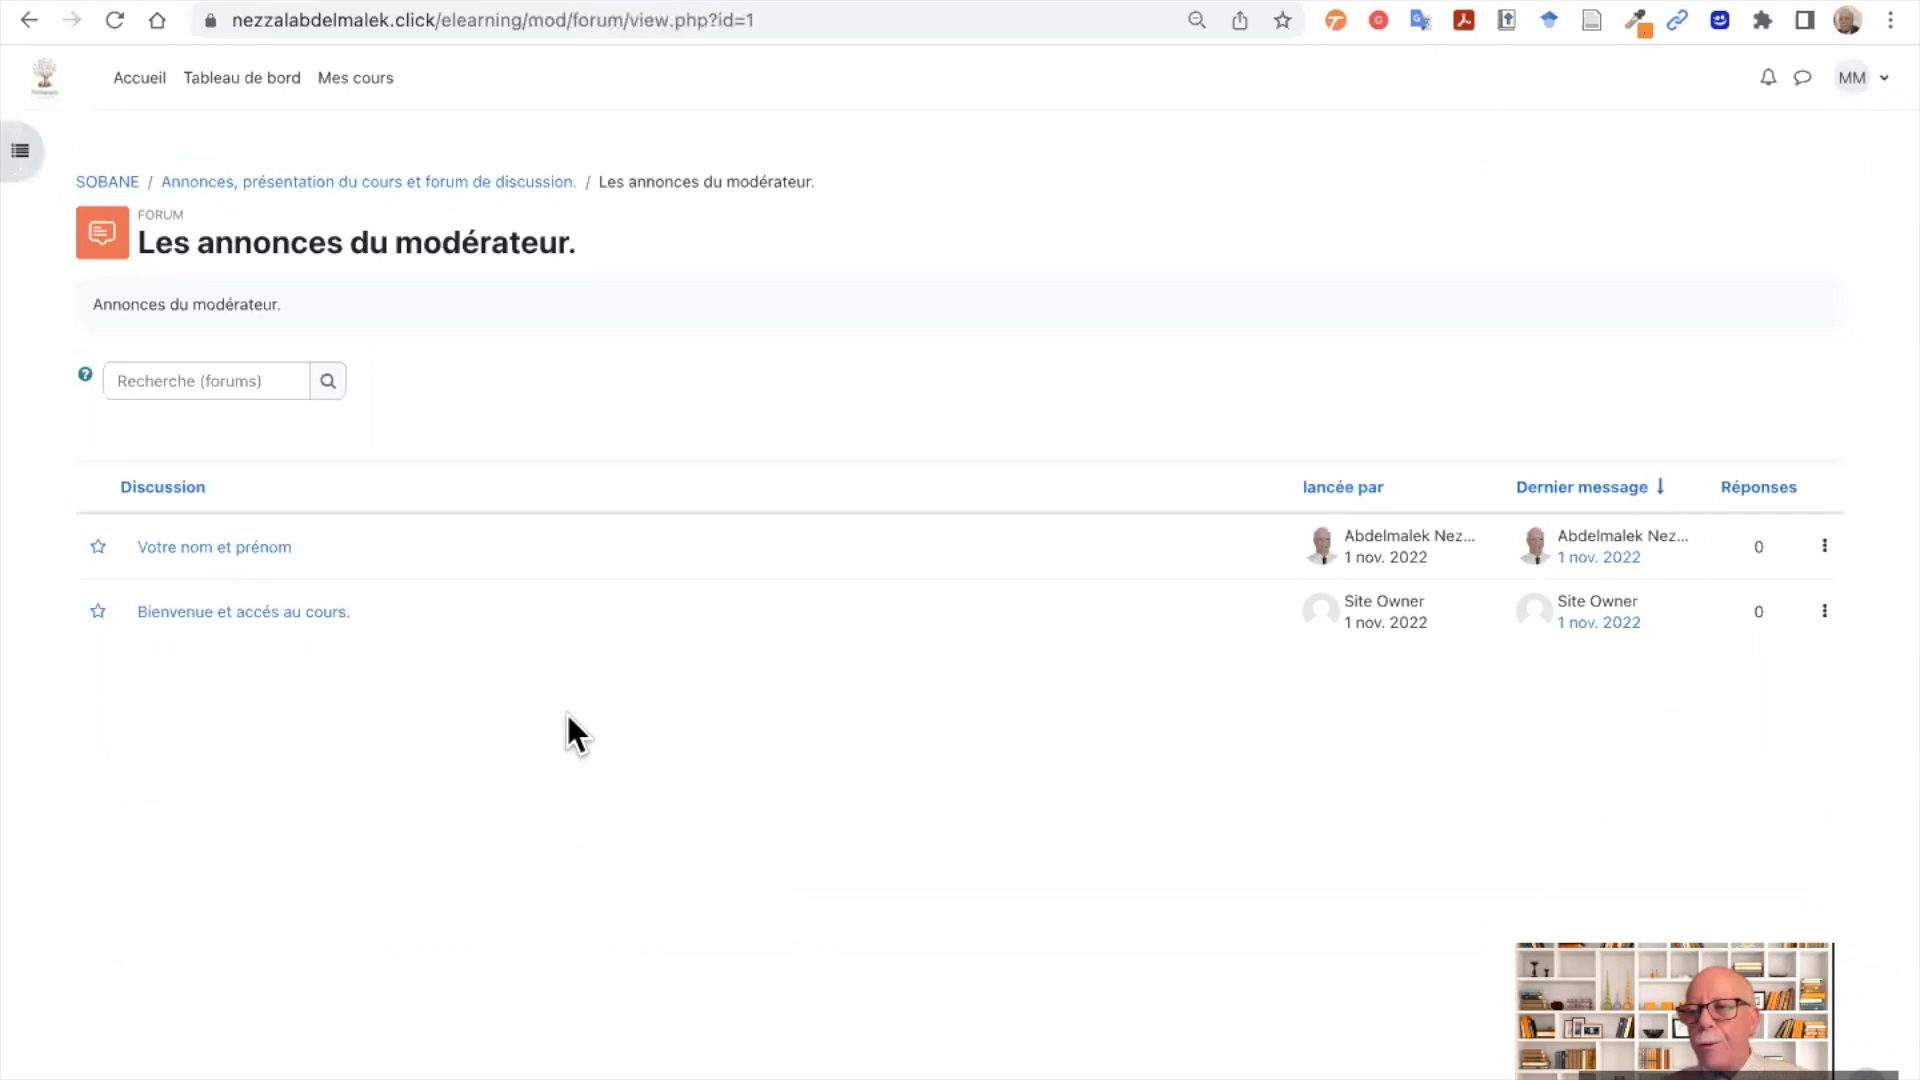 nezzalabdelmalek.click/elearning/mod/forum/view.php?id=1
Accueil Tableau de bord Mes cours
MM
SOBANE / Annonces, présentation du cours et forum de discussion. / Les annonces du modérateur.
FORUM
Les annonces du modérateur.
Annonces du modérateur.
Recherche (forums)
Discussion lancée par Dernier message Réponses
Votre nom et prénom Abdelmalek Nez... Abdelmalek Nez... 0
1 nov. 2022 1 nov. 2022
Bienvenue et accés au cours. Site Owner Site Owner 0
1 nov. 2022 1 nov. 2022